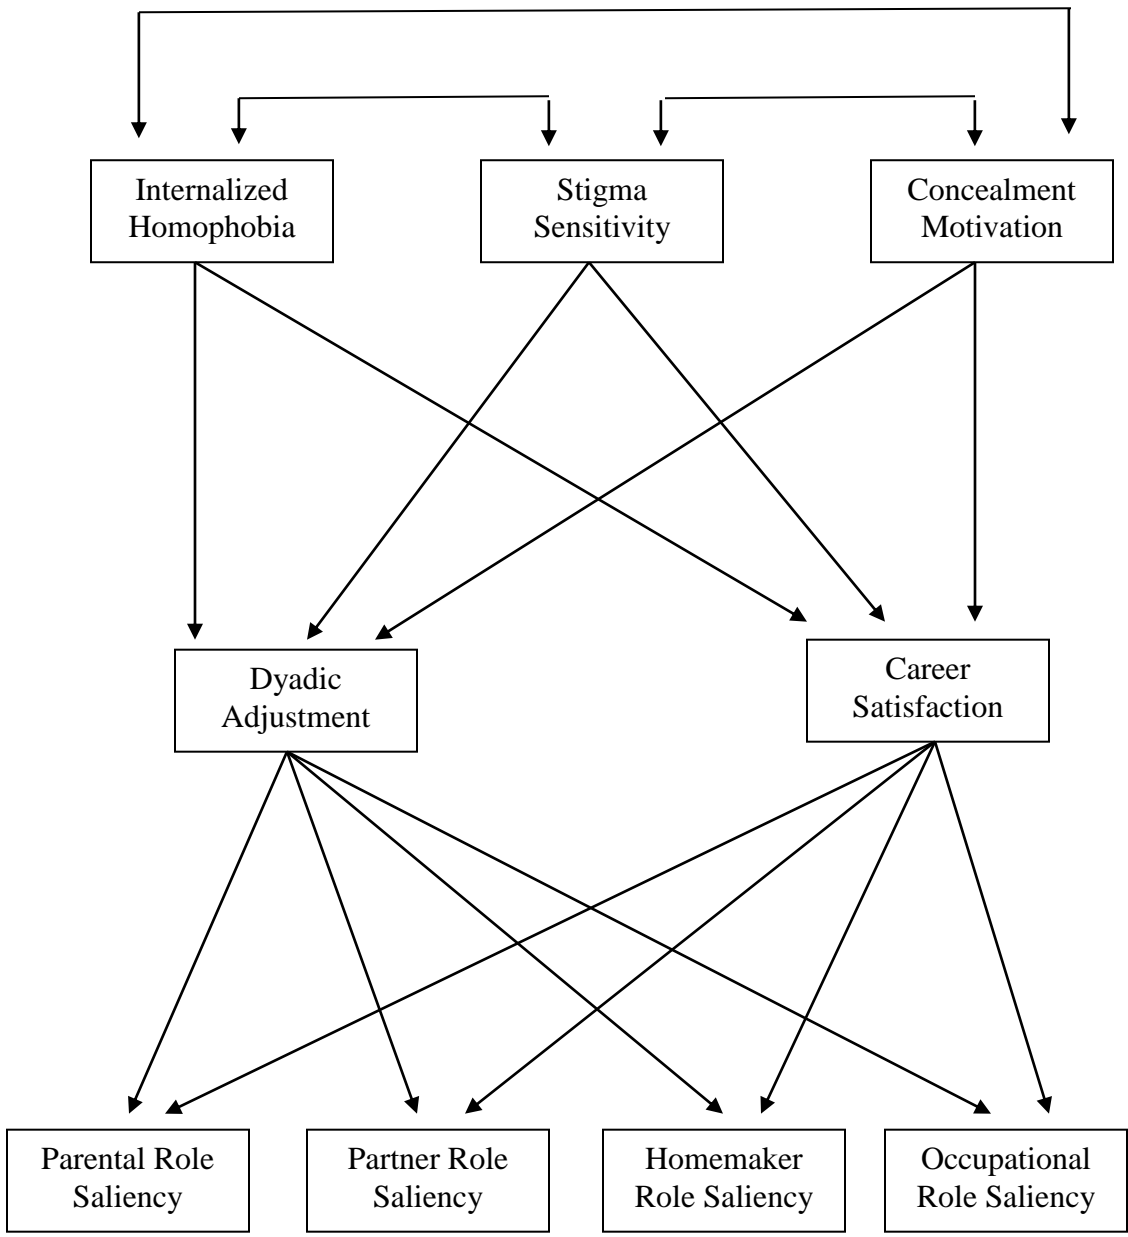 Internalized
Homophobia
Stigma
Sensitivity
Concealment
Motivation
Dyadic
Adjustment
Career
Satisfaction
Parental Role
Saliency
Partner Role
Saliency
Homemaker
Role Saliency
Occupational
Role Saliency